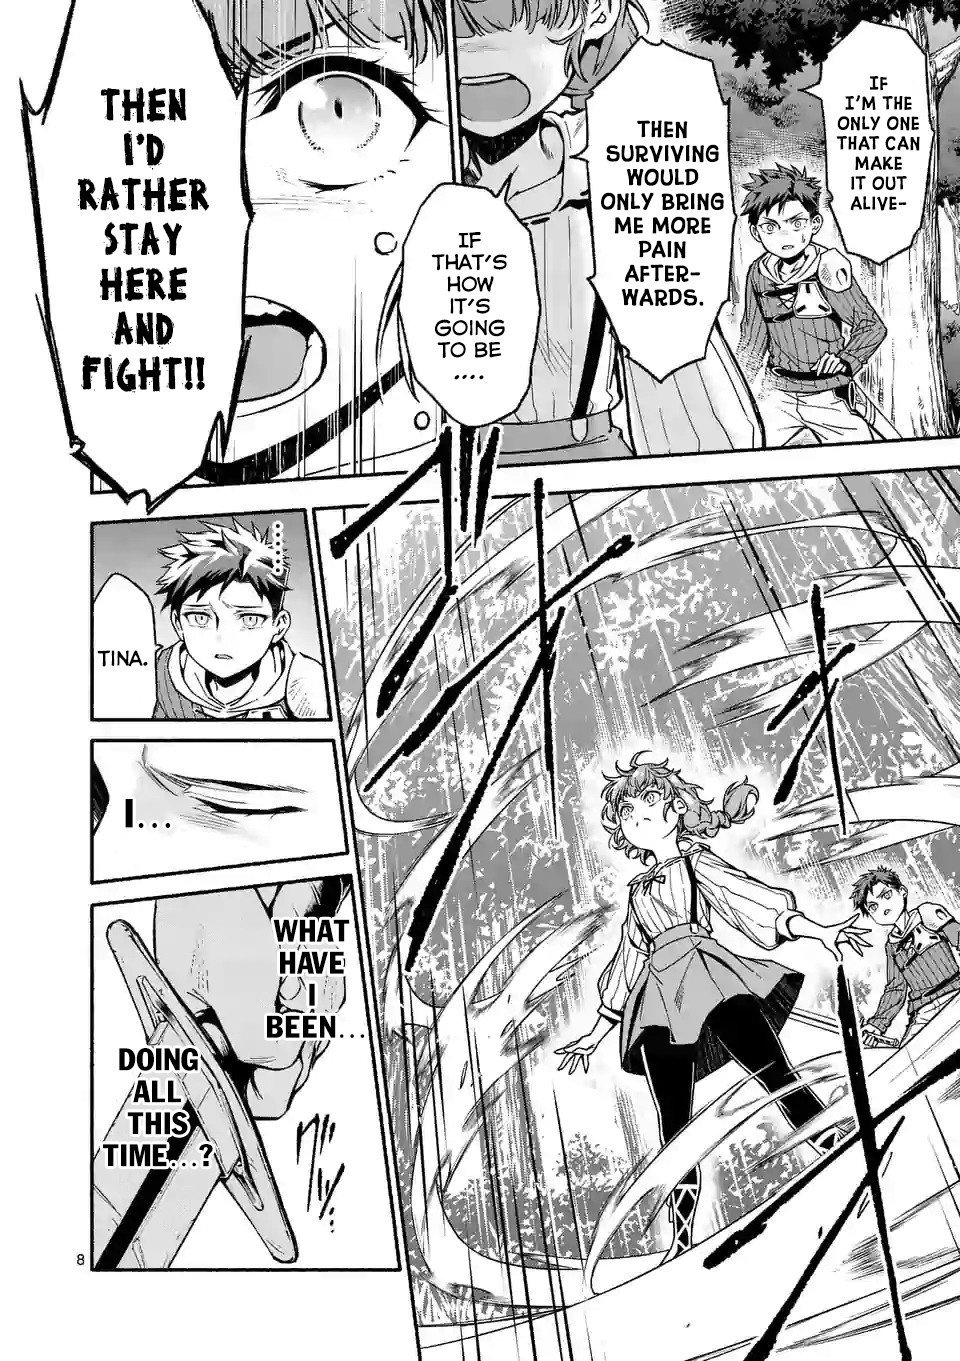 IF
I'M THE
ONLY ONE
THAT CAN
MAKE
IT OUT
ALIVE-
THEN
SURVIVING
WOULD
ONLY BRING
ME MORE
PAIN
AFTER-
WARDS.
IF
THAT'S
HOW
IT'S
GOING
TO BE
....
THEN
I'D
RATHER
STAY
HERE
AND
FIGHT!!
......
TINA.
I...
WHAT
HAVE
I
BEEN...
DOING
ALL
THIS
TIME...?
8